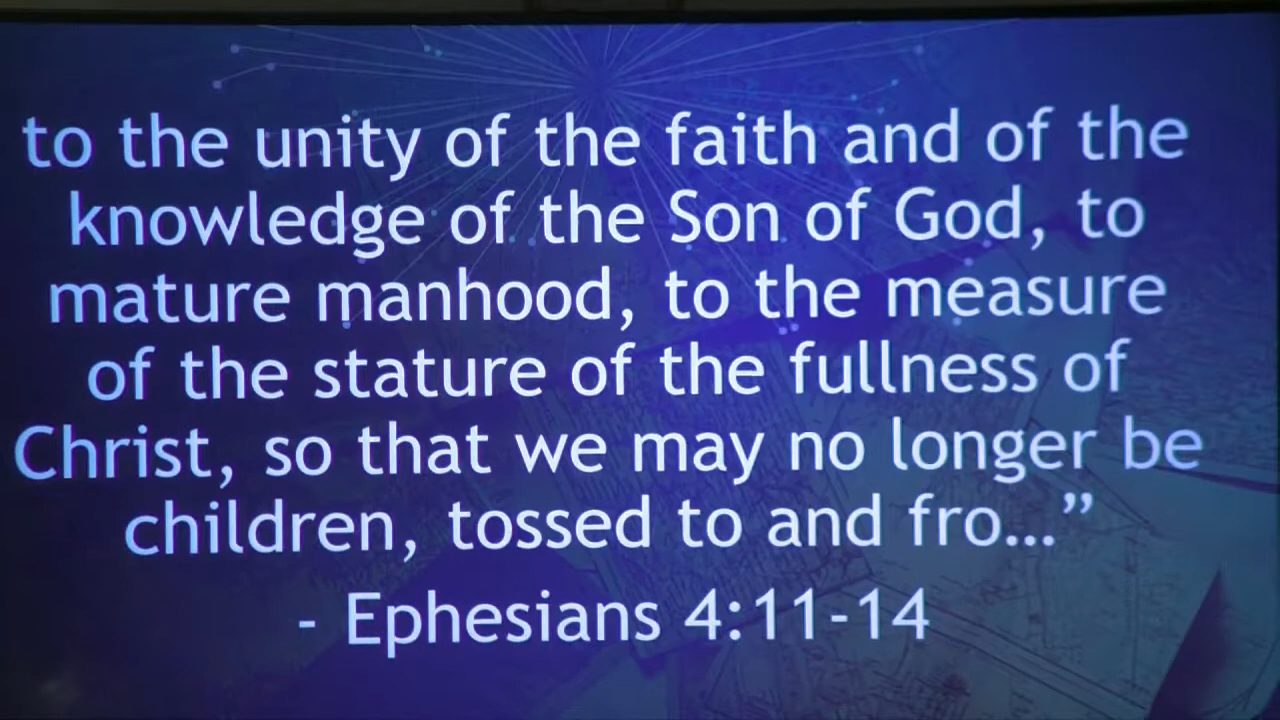 to the unity of the faith and of the
knowledge of the Son of God, to
mature manhood, to the measure
of the stature of the fullness of
Christ, so that we may no longer be
children, tossed to and fro...”
- Ephesians 4:11-14